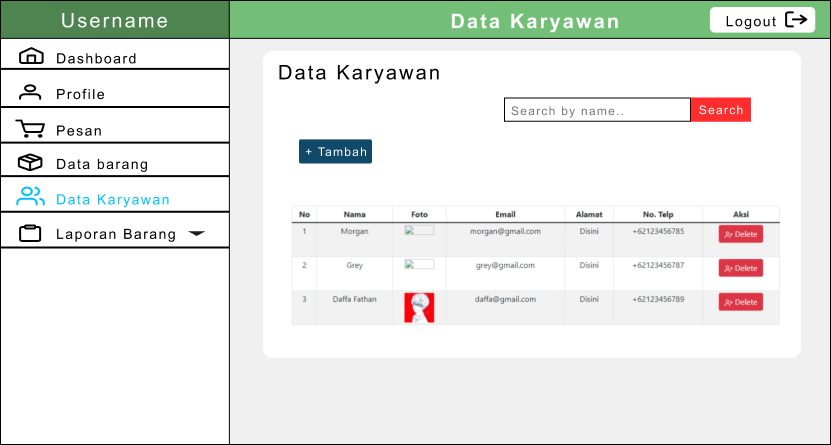 Username
Data Karyawan
Logout
Dashboard
Profile
Pesan
Data barang
Data Karyawan
Laporan Barang
Data Karyawan
Search by name..
Search
+ Tambah
No Nama Foto Email Alamat No. Telp Aksi
1 Morgan morgan@gmail.com Disini +62123456785 Delete
2 Grey grey@gmail.com Disini +62123456787 Delete
3 Daffa Fathan daffa@gmail.com Disini +62123456789 Delete